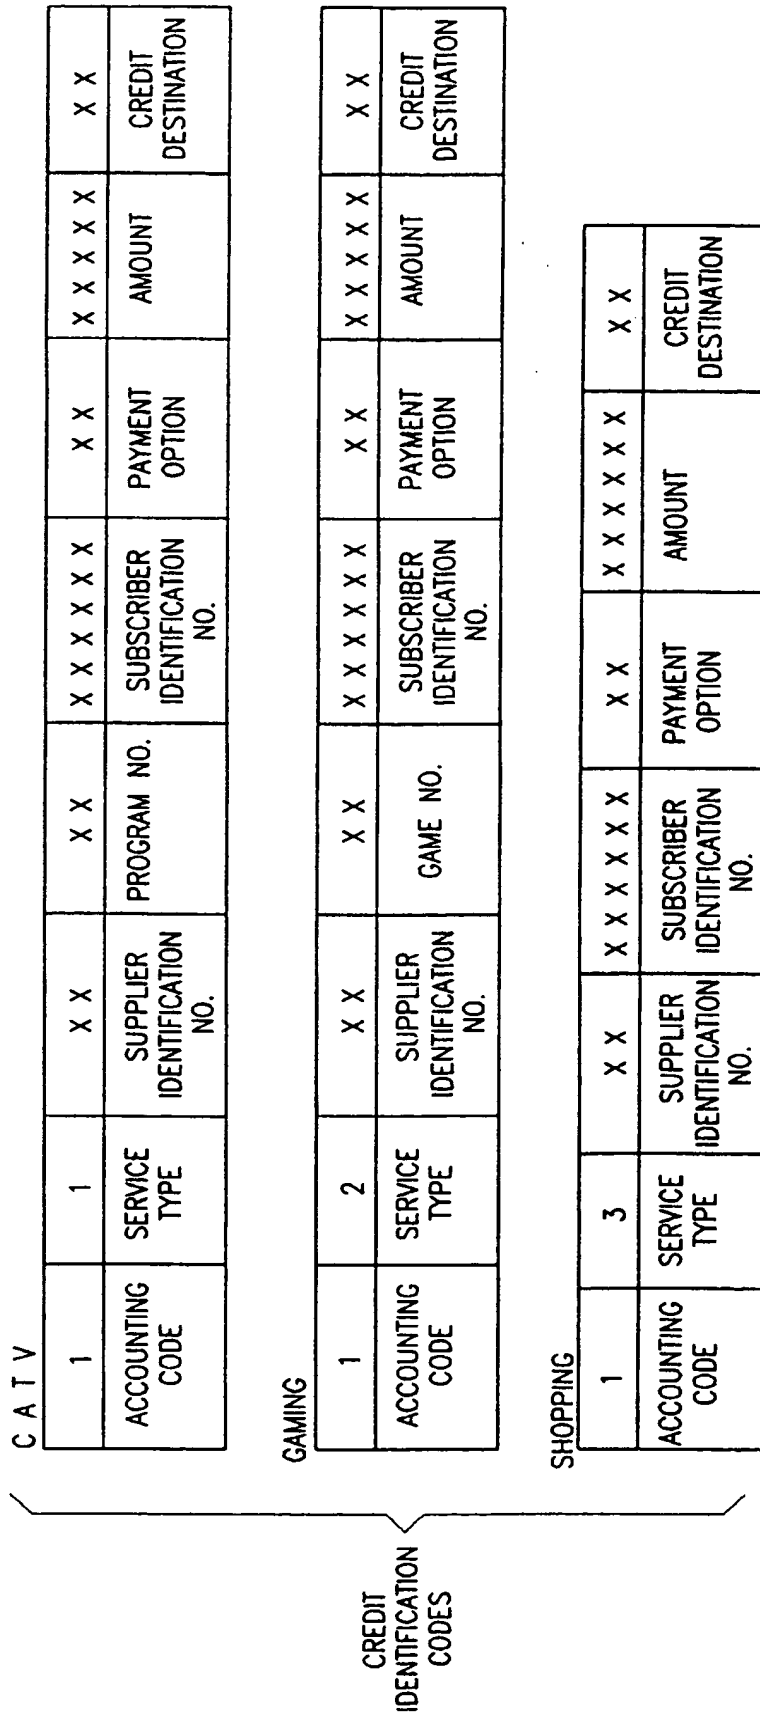 C A T V
1 1 X X X X X X X X X X X X X X X X X X X X X
ACCOUNTING CODE SERVICE TYPE SUPPLIER IDENTIFICATION NO. PROGRAM NO. SUBSCRIBER IDENTIFICATION NO. PAYMENT OPTION AMOUNT CREDIT DESTINATION
GAMING
1 2 X X X X X X X X X X X X X X X X X X X X X
ACCOUNTING CODE SERVICE TYPE SUPPLIER IDENTIFICATION NO. GAME NO. SUBSCRIBER IDENTIFICATION NO. PAYMENT OPTION AMOUNT CREDIT DESTINATION
SHOPPING
1 3 X X X X X X X X X X X X X X X X X X X
ACCOUNTING CODE SERVICE TYPE SUPPLIER IDENTIFICATION NO. SUBSCRIBER IDENTIFICATION NO. PAYMENT OPTION AMOUNT CREDIT DESTINATION
CREDIT
IDENTIFICATION
CODES